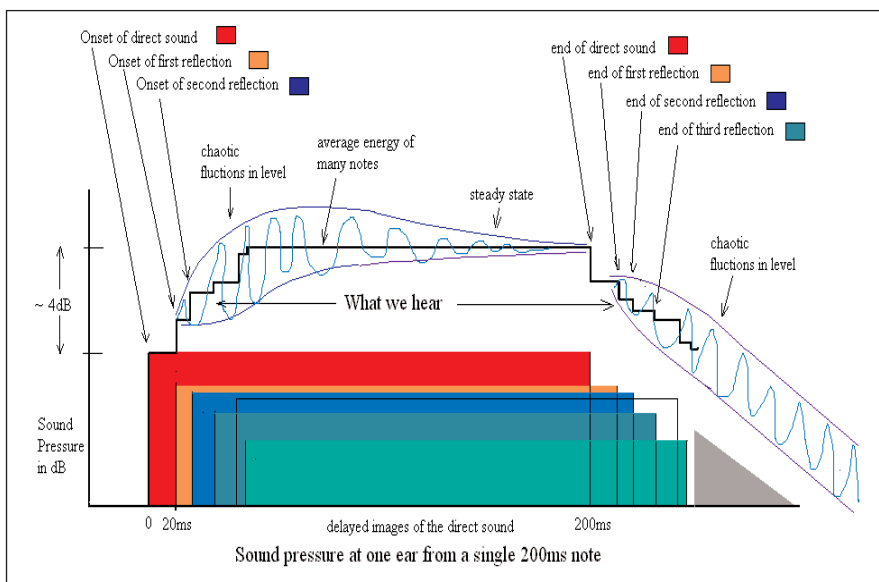 Onset of direct sound
Onset of first reflection
Onset of second reflection
end of direct sound
end of first reflection
end of second reflection
end of third reflection
chaotic
fluctions in level
average energy of
many notes
steady state
chaotic
fluctions in level
~ 4dB
What we hear
Sound
Pressure
in dB
0 20ms delayed images of the direct sound 200ms
Sound pressure at one ear from a single 200ms note